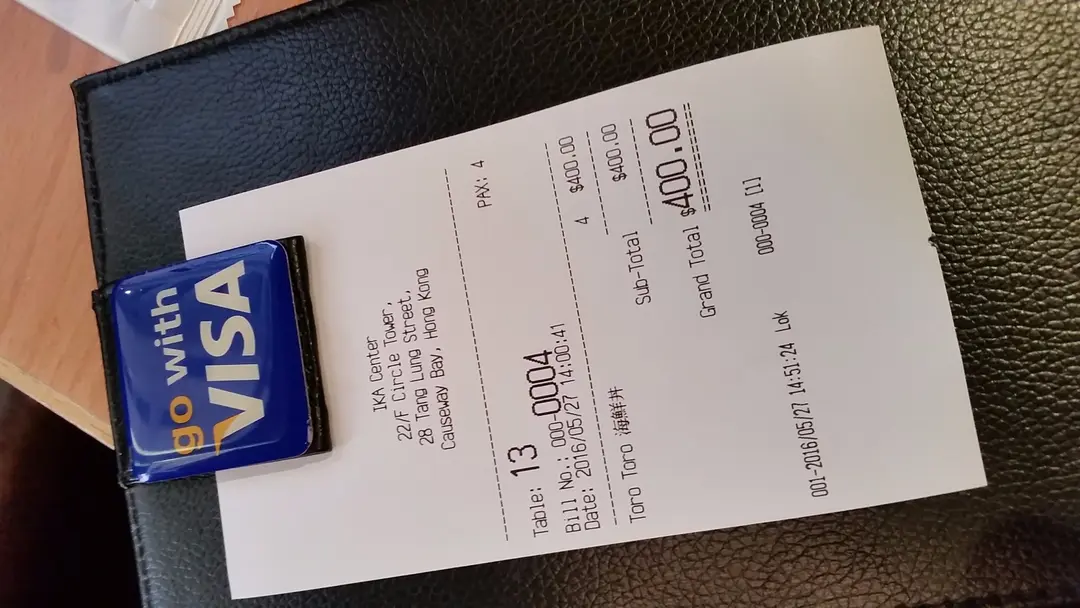 go with
VISA
IKA Center
22/F Circle Tower,
28 Tang Lung Street,
Causeway Bay, Hong Kong
Table: 13 PAX: 4
Bill No.: 000-0004
Date: 2016/05/27 14:00:41
Toro Toro 海鮮丼 4 $400.00
Sub-Total $400.00
Grand Total $400.00
001-2016/05/27 14:51:24 Lok 000-0004 [1]